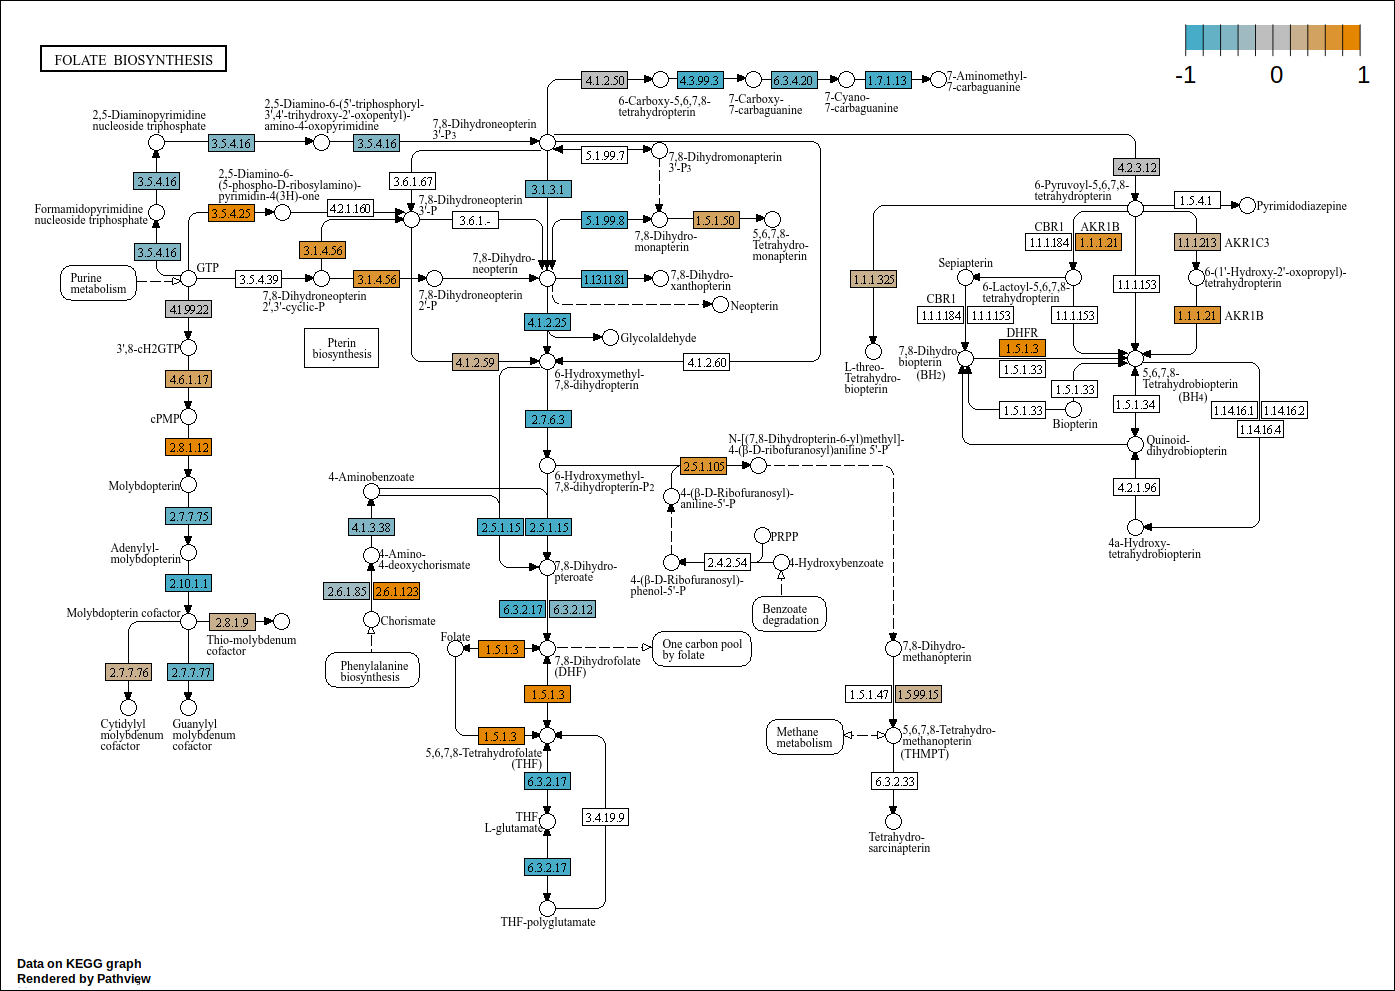 FOLATE BIOSYNTHESIS
-1
0
1
4.1.2.50
4.3.99.3
6.3.4.20
1.7.1.13
7-Aminomethyl-
7-carbaguanine
6-Carboxy-5,6,7,8-
tetrahydropterin
7-Carboxy-
7-carbaguanine
7-Cyano-
7-carbaguanine
2,5-Diaminopyrimidine
nucleoside triphosphate
2,5-Diamino-6-(5'-triphosphoryl-
3',4'-trihydroxy-2'-oxopentyl)-
amino-4-oxopyrimidine
7,8-Dihydroneopterin
3'-P3
3.5.4.16
3.5.4.16
5.1.99.7
7,8-Dihydromonapterin
3'-P3
4.2.3.12
3.5.4.16
2,5-Diamino-6-
(5-phospho-D-ribosylamino)-
pyrimidin-4(3H)-one
3.6.1.67
3.1.3.1
6-Pyruvoyl-5,6,7,8-
tetrahydropterin
1.5.4.1
Pyrimidodiazepine
Formamidopyrimidine
nucleoside triphosphate
3.5.4.25
4.2.1.160
7,8-Dihydroneopterin
3'-P
3.6.1.-
5.1.99.8
1.5.1.50
7,8-Dihydro-
monapterin
5,6,7,8-
Tetrahydro-
monapterin
CBR1
AKR1B
1.1.1.184
1.1.1.21
1.1.1.213
AKR1C3
3.5.4.16
3.1.4.56
Purine
metabolism
GTP
3.5.4.39
3.1.4.56
7,8-Dihydro-
neopterin
1.13.11.81
7,8-Dihydro-
xanthopterin
1.1.1.325
Sepiapterin
6-Lactoyl-5,6,7,8-
tetrahydropterin
1.1.1.153
6-(1'-Hydroxy-2'-oxopropyl)-
tetrahydropterin
7,8-Dihydroneopterin
2',3'-cyclic-P
7,8-Dihydroneopterin
2'-P
Neopterin
4.1.99.22
4.1.2.25
CBR1
1.1.1.184
1.1.1.153
1.1.1.153
1.1.1.21
AKR1B
Pterin
biosynthesis
Glycolaldehyde
3',8-cH2GTP
4.1.2.59
4.1.2.60
6-Hydroxymethyl-
7,8-dihydropterin
L-threo-
Tetrahydro-
biopterin
7,8-Dihydro-
biopterin
(BH2)
DHFR
1.5.1.3
1.5.1.33
5,6,7,8-
Tetrahydrobiopterin
(BH4)
4.6.1.17
1.5.1.33
1.5.1.33
Biopterin
1.5.1.34
1.14.16.1
1.14.16.2
1.14.16.4
cPMP
2.7.6.3
2.8.1.12
N-[(7,8-Dihydropterin-6-yl)methyl]-
4-(β-D-ribofuranosyl)aniline 5'-P
Quinoid-
dihydrobiopterin
6-Hydroxymethyl-
7,8-dihydropterin-P2
2.5.1.105
Molybdopterin
4-Aminobenzoate
4-(β-D-Ribofuranosyl)-
aniline-5'-P
4.2.1.96
2.7.7.75
4.1.3.38
2.5.1.15
2.5.1.15
PRPP
4a-Hydroxy-
tetrahydrobiopterin
Adenylyl-
molybdopterin
4-Amino-
4-deoxychorismate
7,8-Dihydro-
pteroate
2.4.2.54
4-Hydroxybenzoate
4-(β-D-Ribofuranosyl)-
phenol-5'-P
2.10.1.1
2.6.1.85
2.6.1.123
6.3.2.17
6.3.2.12
Benzoate
degradation
Molybdopterin cofactor
2.8.1.9
Thio-molybdenum
cofactor
Chorismate
Folate
1.5.1.3
7,8-Dihydrofolate
(DHF)
One carbon pool
by folate
7,8-Dihydro-
methanopterin
2.7.7.76
2.7.7.77
Phenylalanine
biosynthesis
1.5.1.3
1.5.1.47
1.5.99.15
Cytidylyl
molybdenum
cofactor
Guanylyl
molybdenum
cofactor
1.5.1.3
5,6,7,8-Tetrahydrofolate
(THF)
Methane
metabolism
5,6,7,8-Tetrahydro-
methanopterin
(THMPT)
6.3.2.17
6.3.2.33
THF
L-glutamate
3.4.19.9
Tetrahydro-
sarcinapterin
6.3.2.17
THF-polyglutamate
Data on KEGG graph
Rendered by Pathview